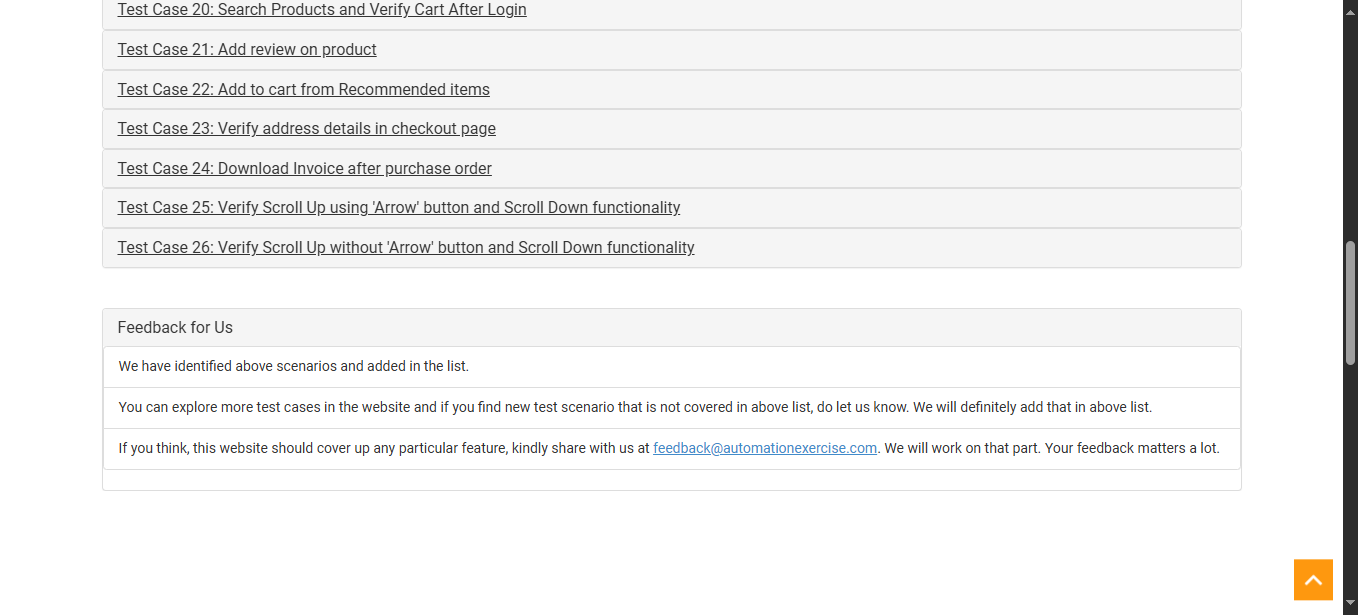 Test Case 20: Search Products and Verify Cart After Login
Test Case 21: Add review on product
Test Case 22: Add to cart from Recommended items
Test Case 23: Verify address details in checkout page
Test Case 24: Download Invoice after purchase order
Test Case 25: Verify Scroll Up using 'Arrow' button and Scroll Down functionality
Test Case 26: Verify Scroll Up without 'Arrow' button and Scroll Down functionality
Feedback for Us
We have identified above scenarios and added in the list.
You can explore more test cases in the website and if you find new test scenario that is not covered in above list, do let us know. We will definitely add that in above list.
If you think, this website should cover up any particular feature, kindly share with us at feedback@automationexercise.com. We will work on that part. Your feedback matters a lot.